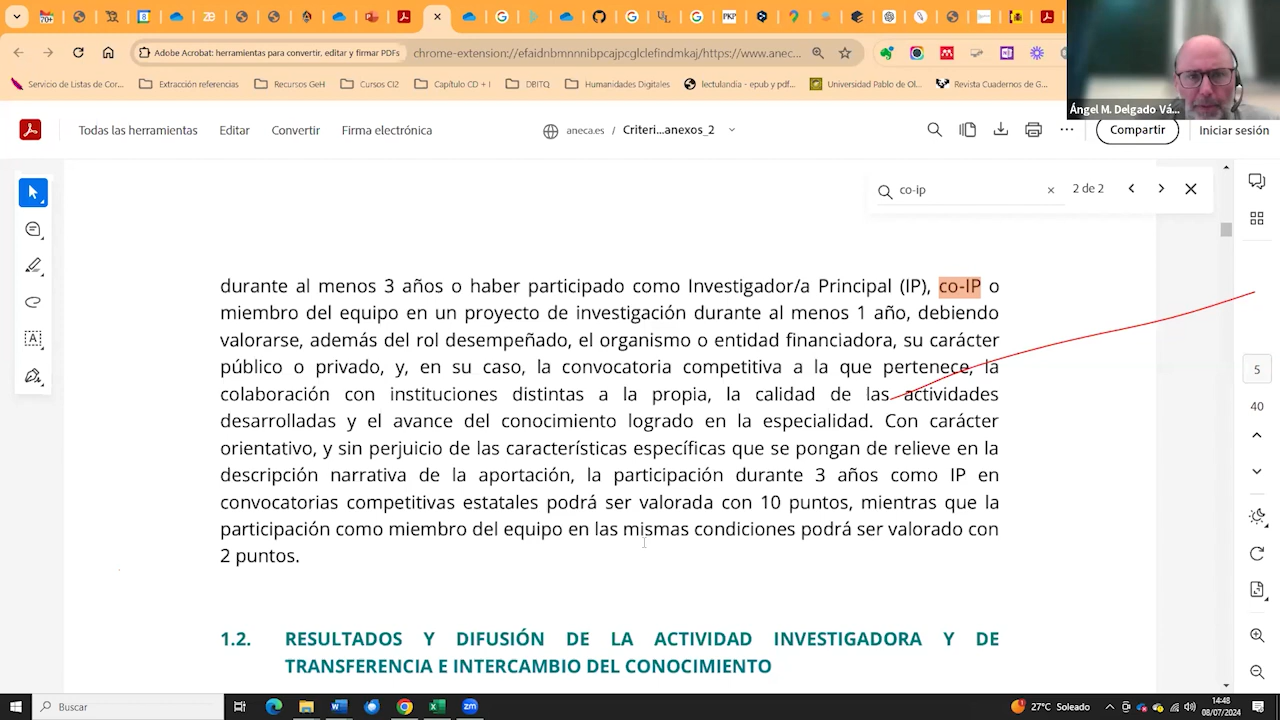 70+
31
Adobe Acrobat: herramientas para convertir, editar y firmar PDFs
chrome-extension://efaidnbmnnnibpcajpcglclefindmkaj/https://www.anec...
Servicio de Listas de Cor...
Extracción referencias
Recursos GeH
Cursos CI2
Capítulo CD + I
DBITQ
Humanidades Digitales
lectulandia - epub y pdf...
Universidad Pablo de Ol...
Revista Cuadernos de G...
Ángel M. Delgado Vá...
Todas las herramientas
Editar
Convertir
Firma electrónica
aneca.es / Criteri...anexos_2
Compartir
Iniciar sesión
co-ip
2 de 2
durante al menos 3 años o haber participado como Investigador/a Principal (IP), co-IP o
miembro del equipo en un proyecto de investigación durante al menos 1 año, debiendo
valorarse, además del rol desempeñado, el organismo o entidad financiadora, su carácter
público o privado, y, en su caso, la convocatoria competitiva a la que pertenece, la
colaboración con instituciones distintas a la propia, la calidad de las actividades
desarrolladas y el avance del conocimiento logrado en la especialidad. Con carácter
orientativo, y sin perjuicio de las características específicas que se pongan de relieve en la
descripción narrativa de la aportación, la participación durante 3 años como IP en
convocatorias competitivas estatales podrá ser valorada con 10 puntos, mientras que la
participación como miembro del equipo en las mismas condiciones podrá ser valorado con
2 puntos.
1.2. RESULTADOS Y DIFUSIÓN DE LA ACTIVIDAD INVESTIGADORA Y DE
TRANSFERENCIA E INTERCAMBIO DEL CONOCIMIENTO
5
40
Buscar
27°C Soleado
14:48
08/07/2024